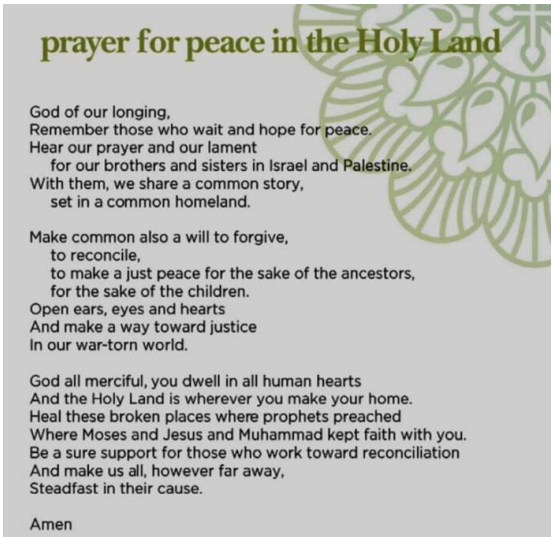 prayer for peace in the Holy Land
God of our longing,
Remember those who wait and hope for peace.
Hear our prayer and our lament
for our brothers and sisters in Israel and Palestine.
With them, we share a common story,
set in a common homeland.
Make common also a will to forgive,
to reconcile,
to make a just peace for the sake of the ancestors,
for the sake of the children.
Open ears, eyes and hearts
And make a way toward justice
In our war-torn world.
God all merciful, you dwell in all human hearts
And the Holy Land is wherever you make your home.
Heal these broken places where prophets preached
Where Moses and Jesus and Muhammad kept faith with you.
Be a sure support for those who work toward reconciliation
And make us all, however far away,
Steadfast in their cause.
Amen